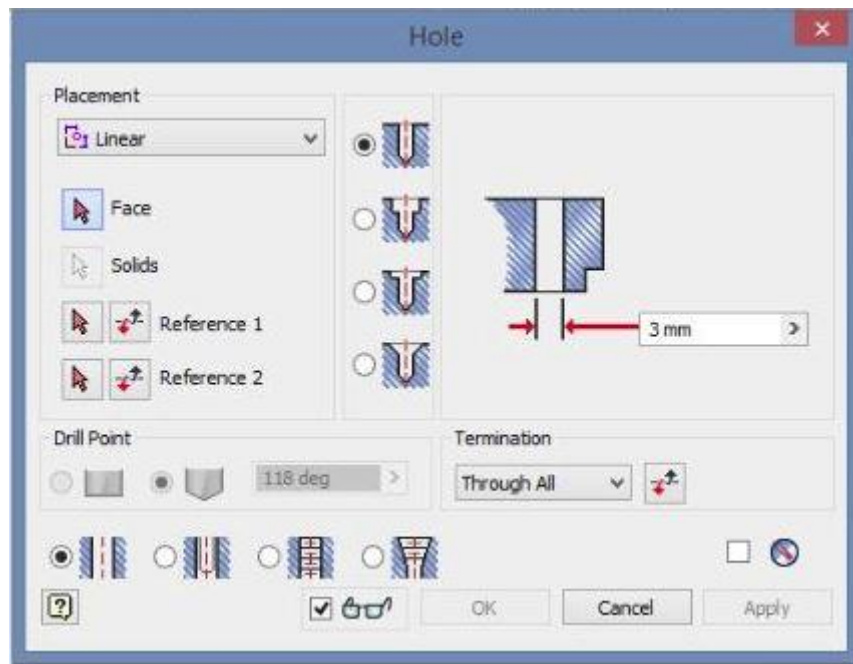 Hole
Placement
Linear
Face
Solids
Reference 1
Reference 2
3 mm
Drill Point
118 deg
Termination
Through All
OK
Cancel
Apply